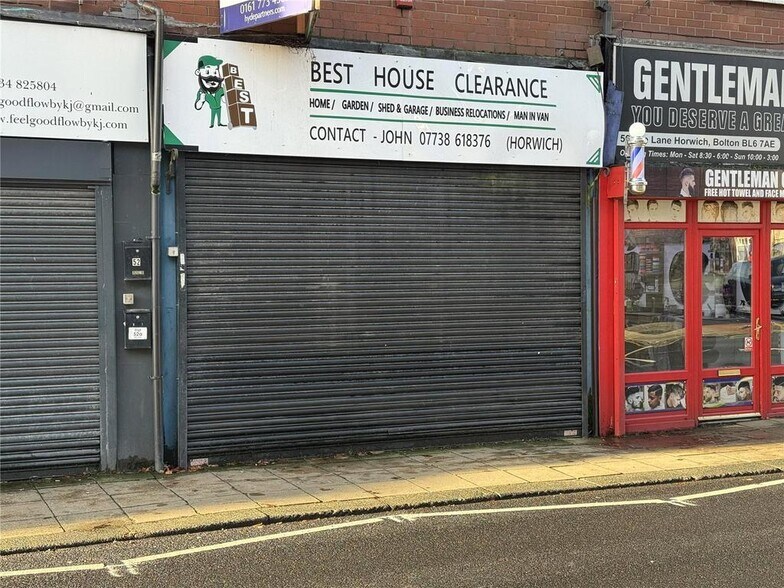 0161 773 4
hydepartners.com
34 825804
goodflowbykj@gmail.com
.feelgoodflowbykj.com
BEST
BEST HOUSE CLEARANCE
HOME / GARDEN / SHED & GARAGE / BUSINESS RELOCATIONS / MAN IN VAN
CONTACT - JOHN 07738 618376 (HORWICH)
GENTLEMAN
YOU DESERVE A GREA
Lane Horwich, Bolton BL6 7AE
Times: Mon - Sat 8:30 - 6:00 - Sun 10:00 - 3:00
GENTLEMAN
FREE HOT TOWEL AND FACE M
52